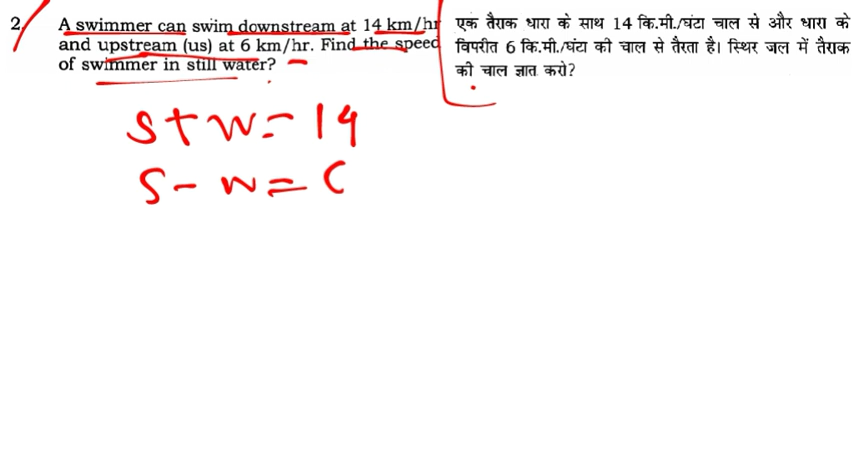 2. A swimmer can swim downstream at 14 km/hr
and upstream (us) at 6 km/hr. Find the speed
of swimmer in still water?
एक तैराक धारा के साथ 14 कि.मी./घंटा चाल से और धारा के
विपरीत 6 कि.मी./घंटा की चाल से तैरता है। स्थिर जल में तैराक
की चाल ज्ञात करो?
S + W = 14
S - W =